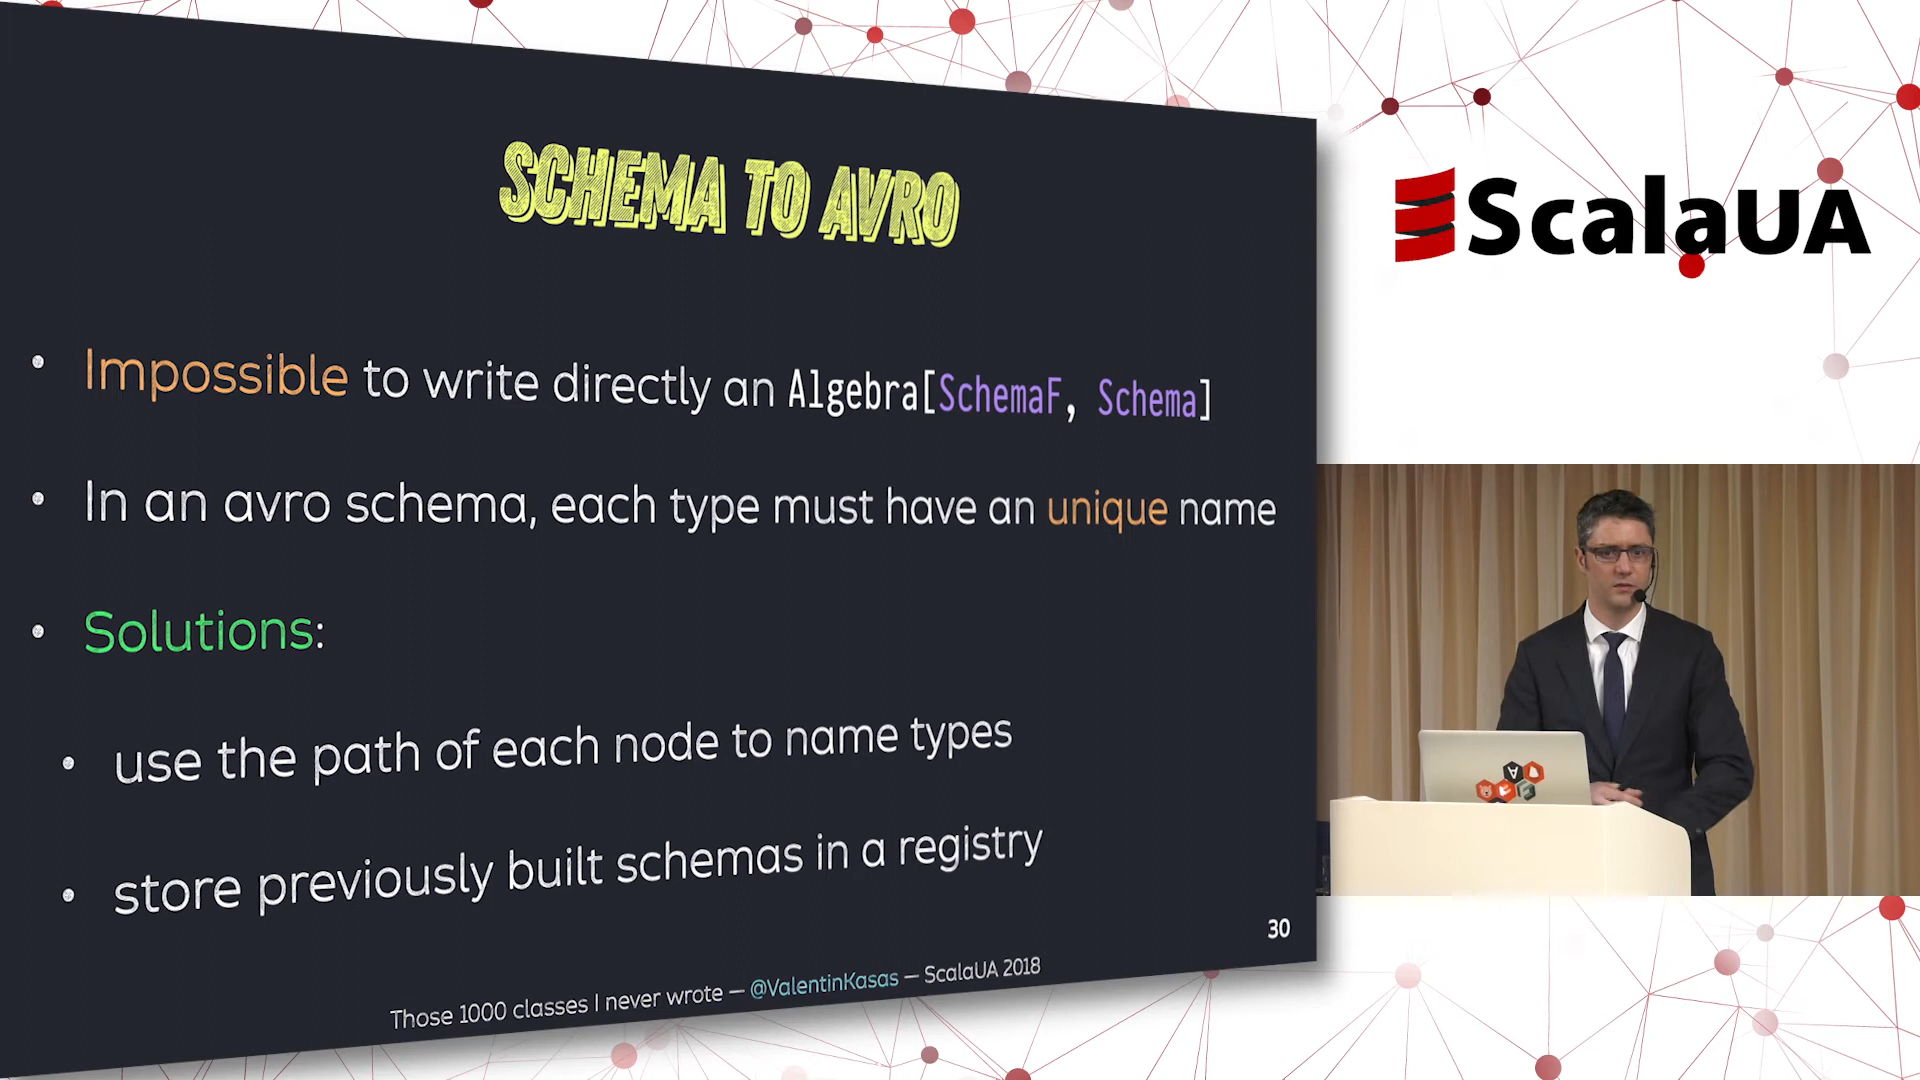 SCHEMA TO AVRO
ScalaUA
• Impossible to write directly an Algebra[SchemaF, Schema]
• In an avro schema, each type must have an unique name
• Solutions:
• use the path of each node to name types
• store previously built schemas in a registry
30
Those 1000 classes I never wrote — @ValentinKasas — ScalaUA 2018